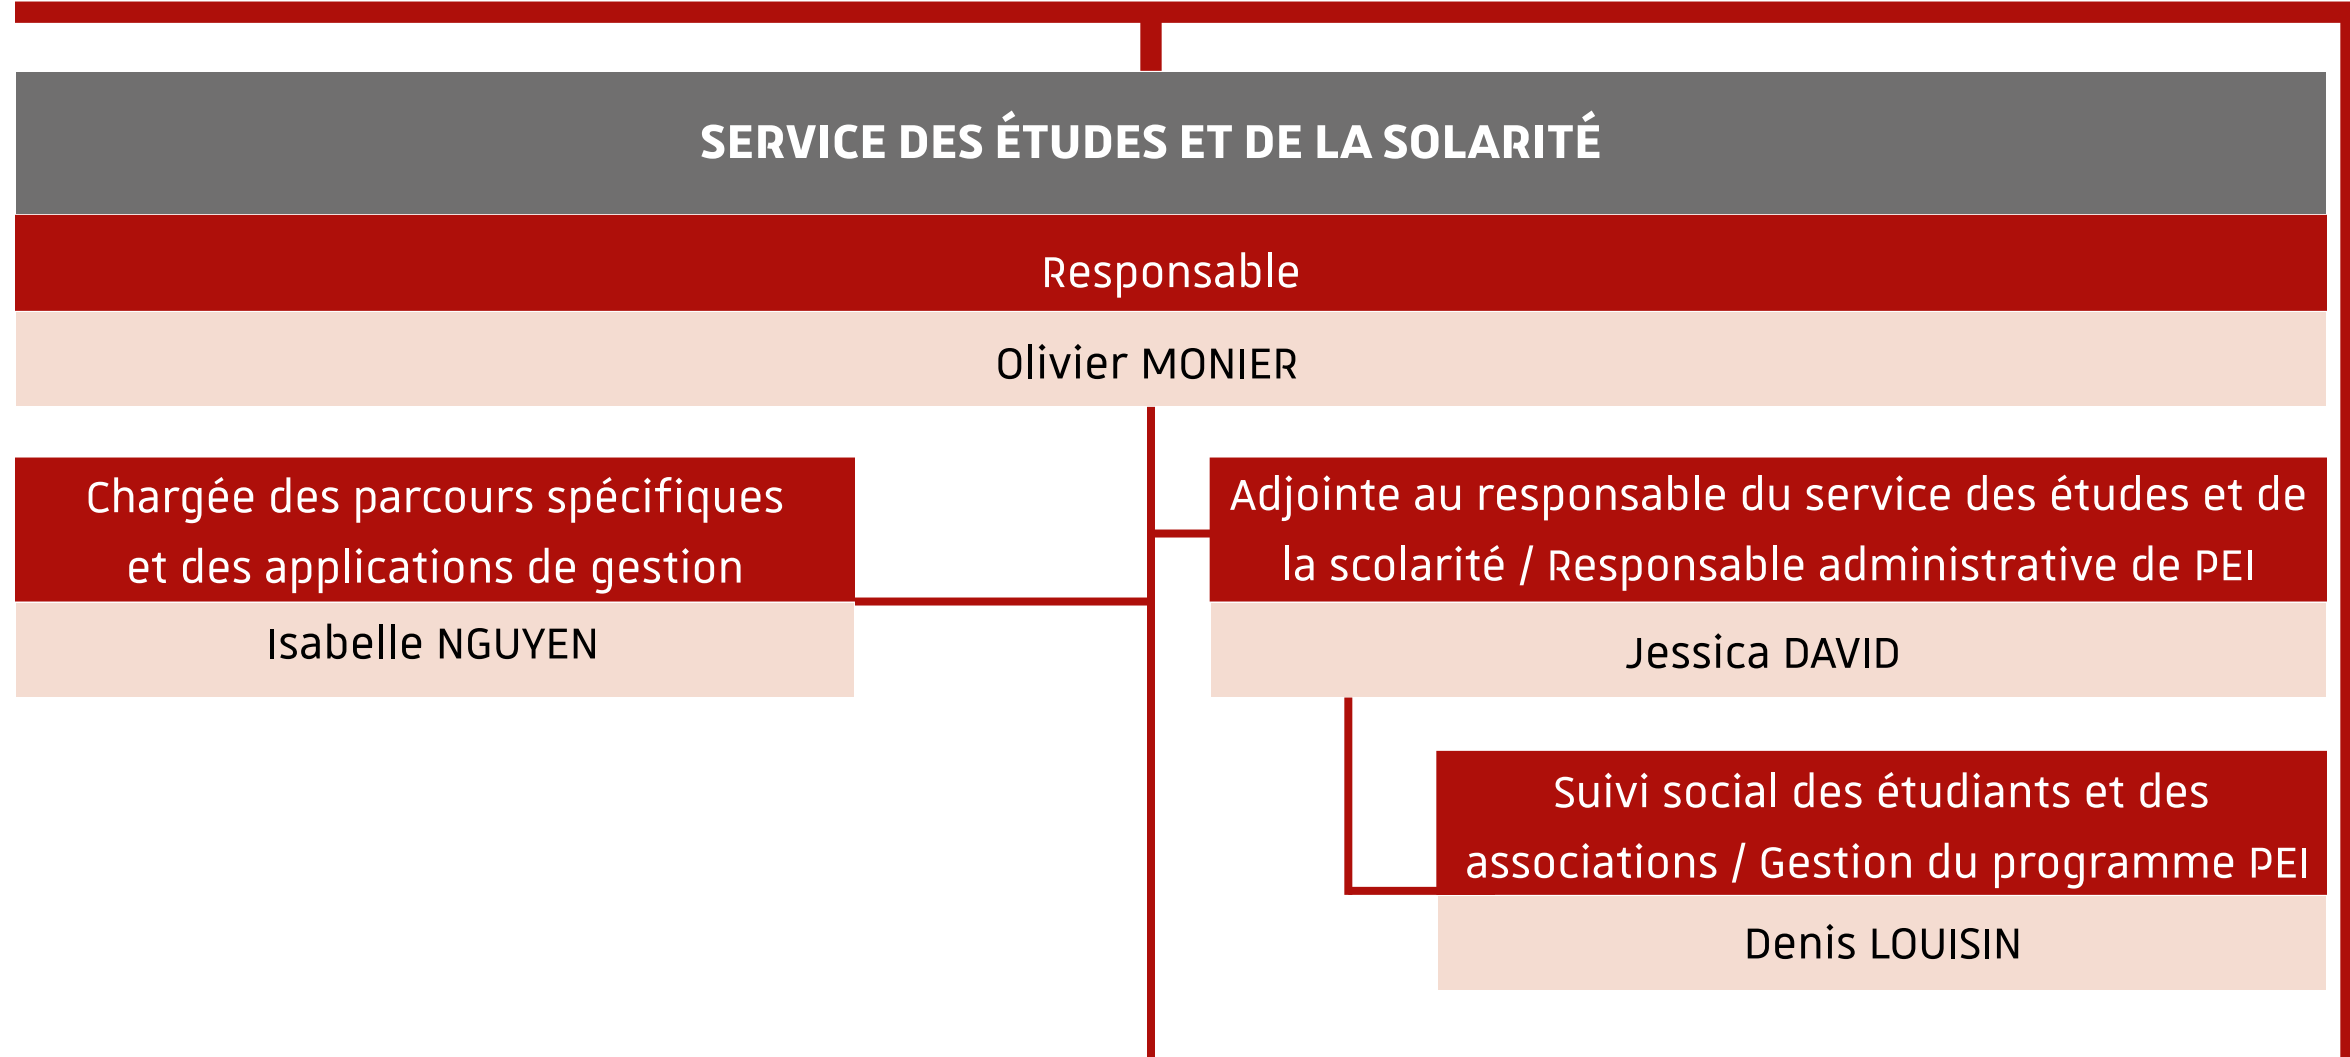 SERVICE DES ÉTUDES ET DE LA SOLARITÉ
Responsable
Olivier MONIER
Chargée des parcours spécifiques
et des applications de gestion
Isabelle NGUYEN
Adjointe au responsable du service des études et de
la scolarité / Responsable administrative de PEI
Jessica DAVID
Suivi social des étudiants et des
associations / Gestion du programme PEI
Denis LOUISIN